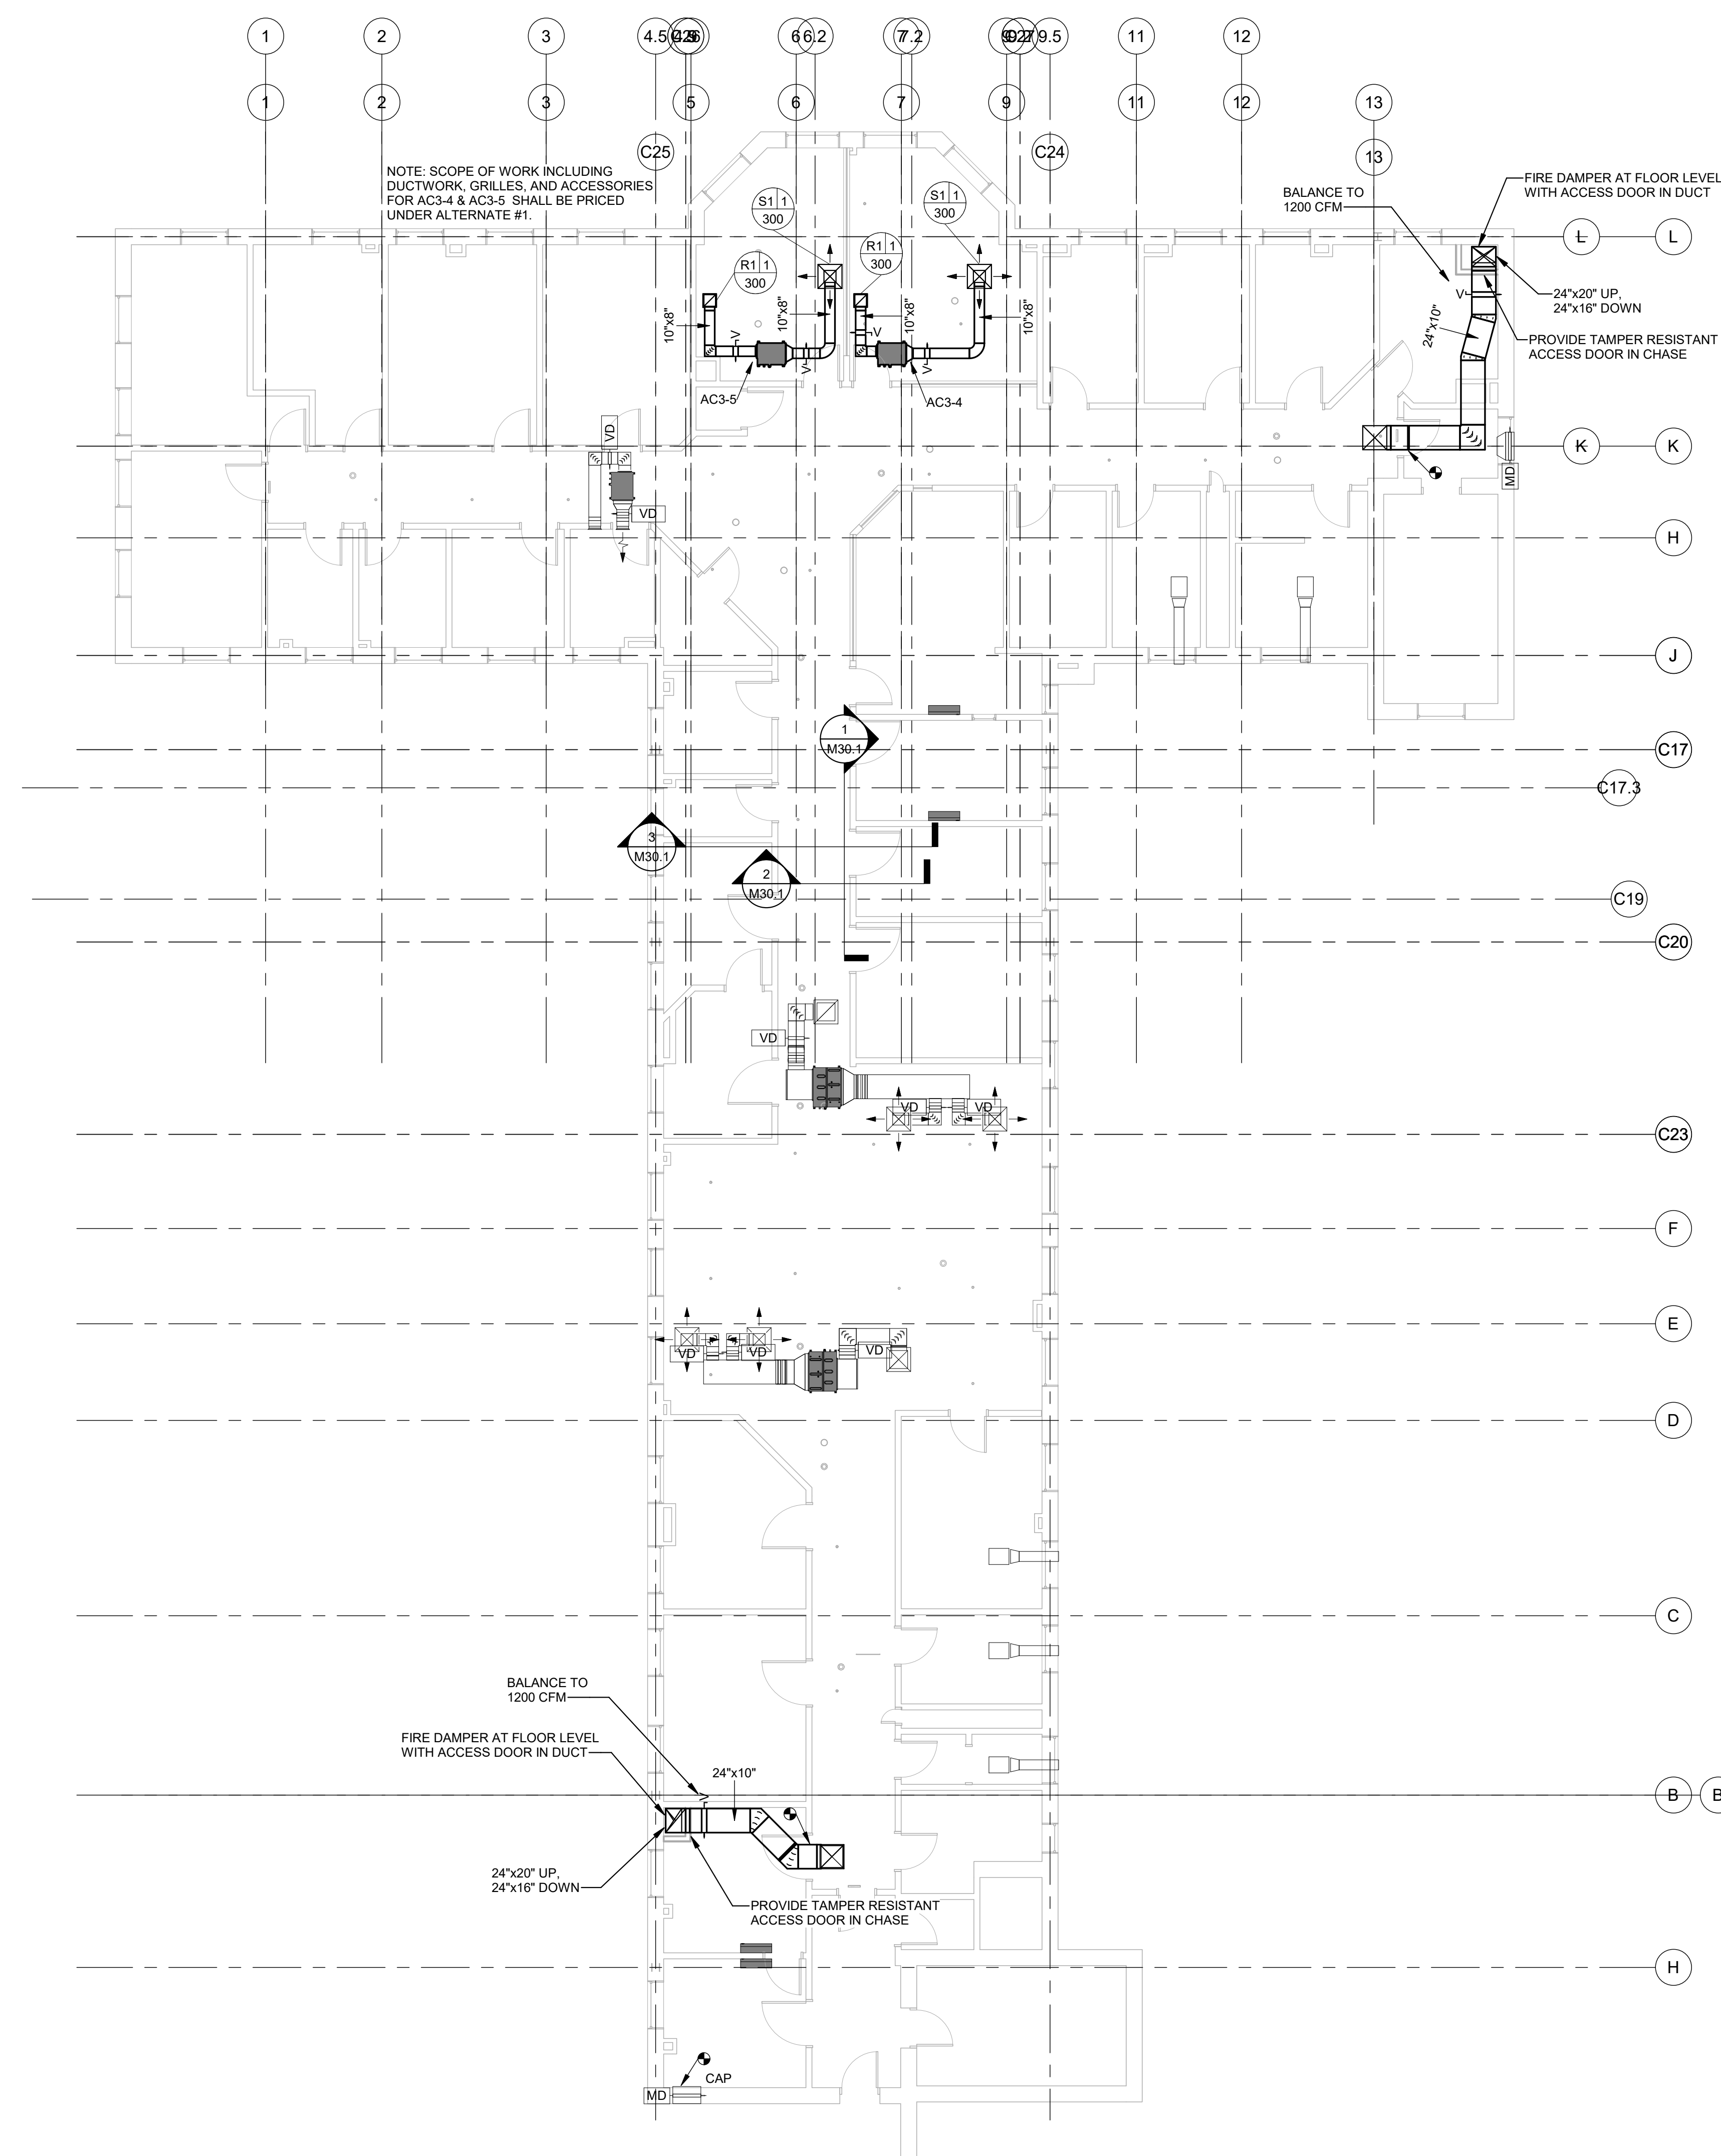 1
2
3
4.5
6
6.2
7
7.2
9.5
11
12
1
2
3
5
6
7
9
11
12
13
C25
C24
13
NOTE: SCOPE OF WORK INCLUDING
DUCTWORK, GRILLES, AND ACCESSORIES
FOR AC3-4 & AC3-5 SHALL BE PRICED
UNDER ALTERNATE #1.
S1 1
300
S1 1
300
R1 1
300
R1 1
300
BALANCE TO
1200 CFM
FIRE DAMPER AT FLOOR LEVEL
WITH ACCESS DOOR IN DUCT
L
L
24"x20" UP,
24"x16" DOWN
V
24"x10"
PROVIDE TAMPER RESISTANT
ACCESS DOOR IN CHASE
10"x8"
10"x8"
10"x8"
10"x8"
V
V
V
V
AC3-5
AC3-4
VD
K
K
MD
VD
H
J
1
M30.1
C17
C17.3
3
M30.1
2
M30.1
C19
C20
VD
VD
VD
C23
F
E
VD
VD
VD
D
C
BALANCE TO
1200 CFM
FIRE DAMPER AT FLOOR LEVEL
WITH ACCESS DOOR IN DUCT
24"x10"
V
B
B
24"x20" UP,
24"x16" DOWN
PROVIDE TAMPER RESISTANT
ACCESS DOOR IN CHASE
H
CAP
MD